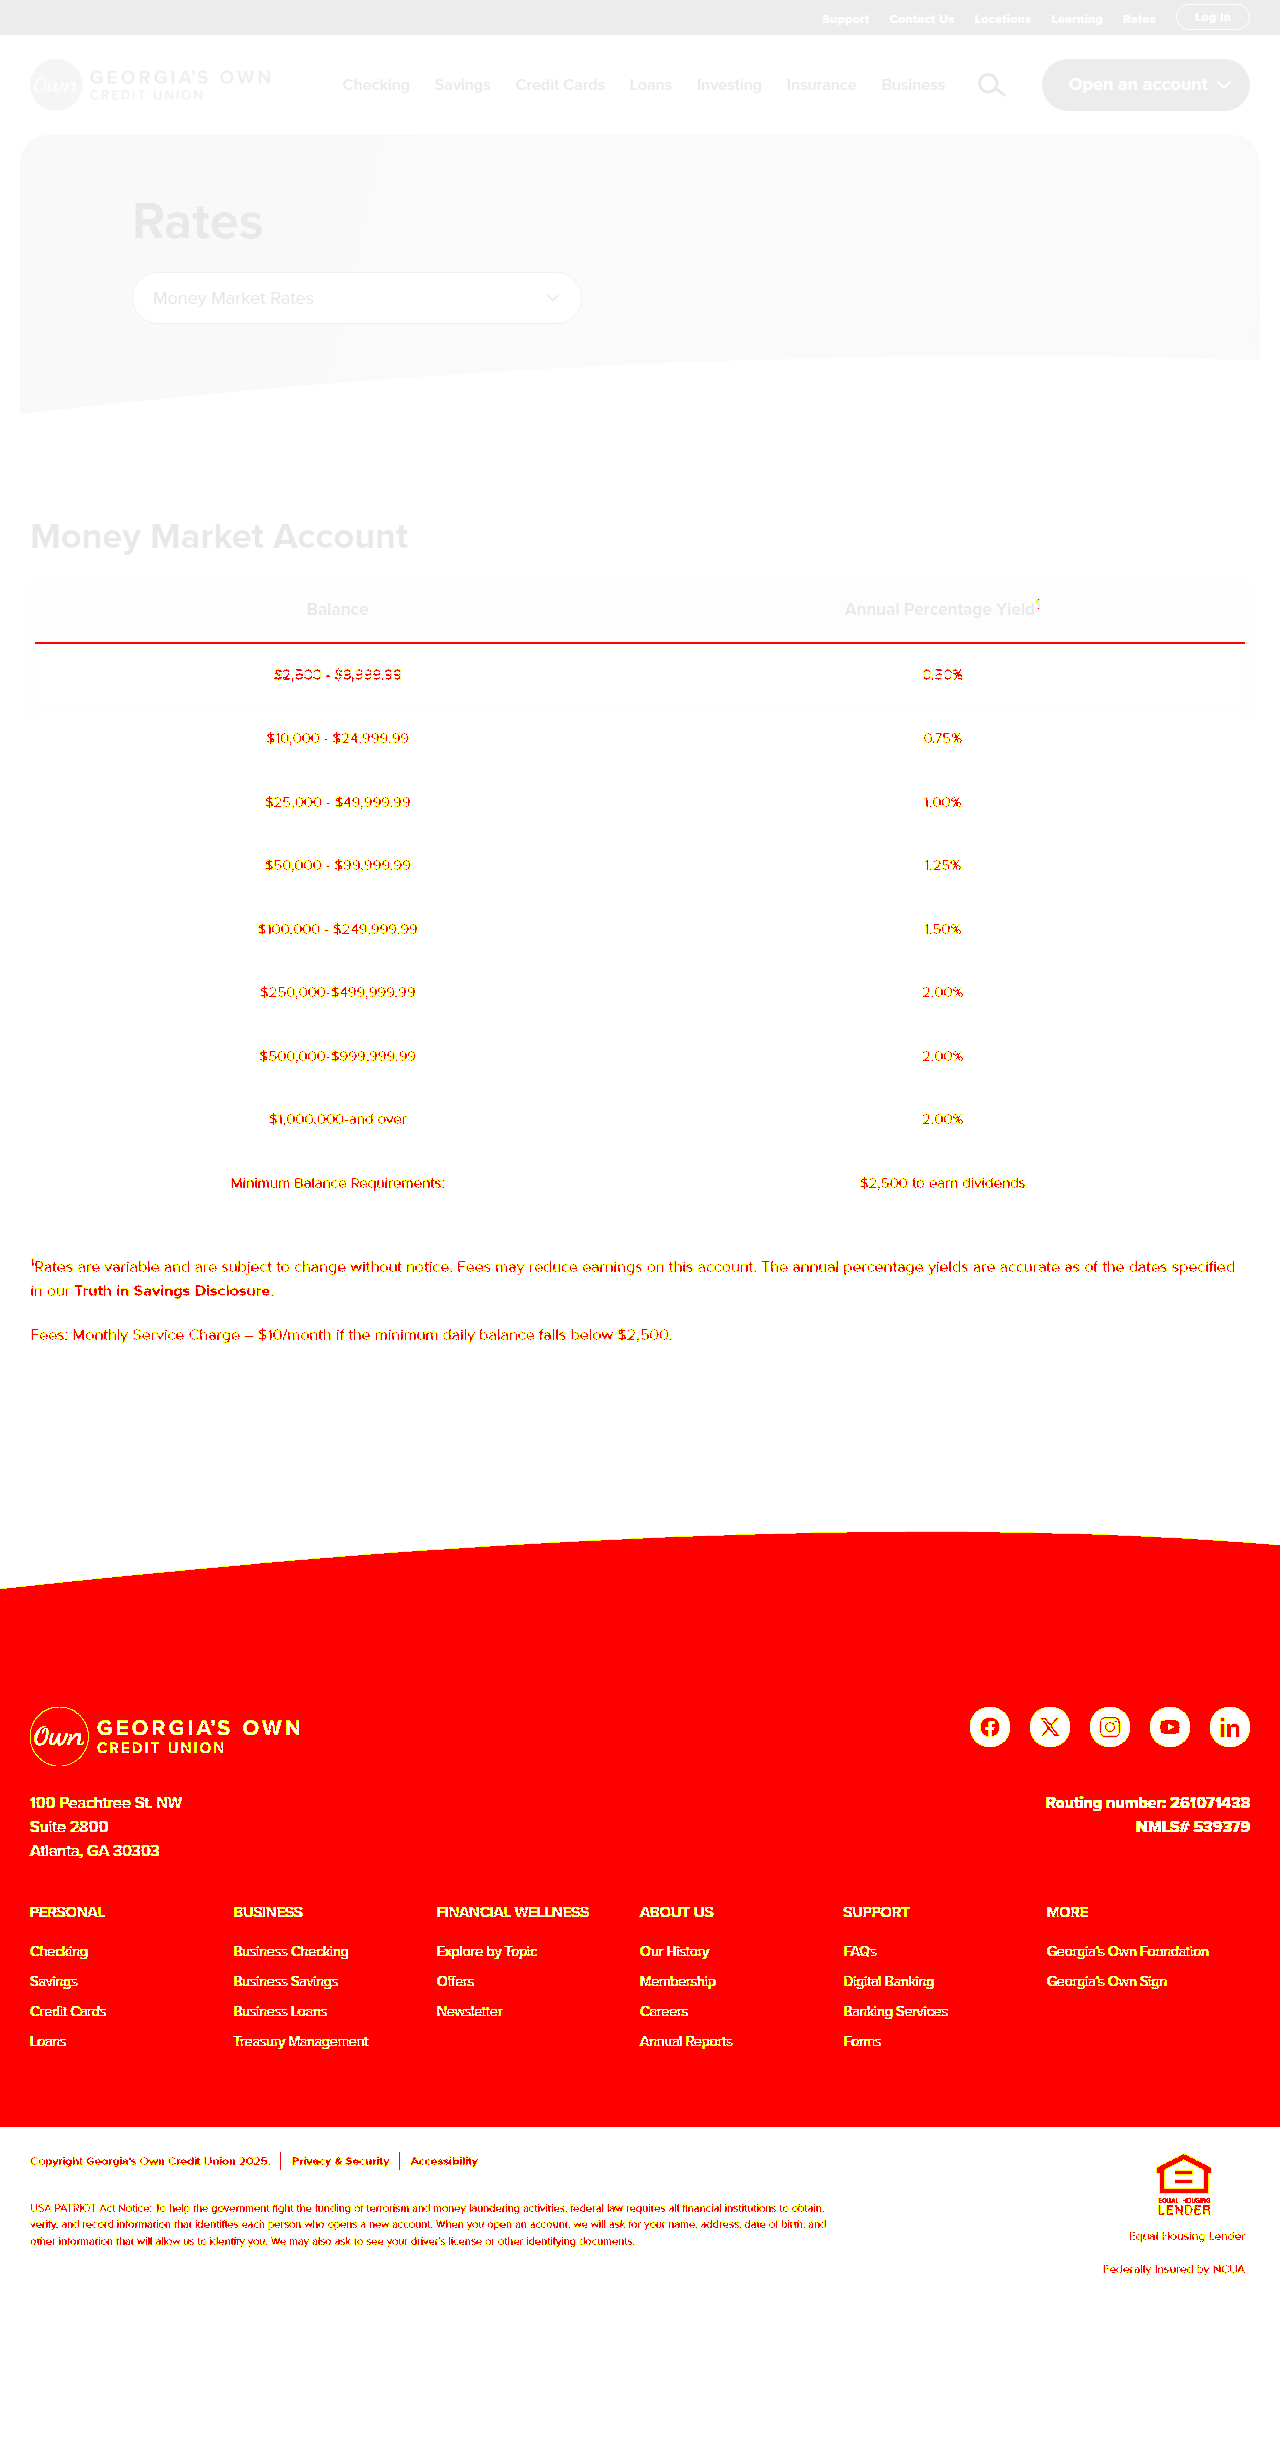 Support Contact Us Locations Learning Rates Log In
Own GEORGIA'S OWN
CREDIT UNION
Checking Savings Credit Cards Loans Investing Insurance Business Open an account
Rates
Money Market Rates
Money Market Account
Balance Annual Percentage Yield
0.50%
$10,000 - $24,999.99 0.75%
$25,000 - $49,999.99 1.00%
$50,000 - $99,999.99 1.25%
$100,000 - $249,999.99 1.50%
$250,000-$499,999.99 2.00%
$500,000-$999,999.99 2.00%
$1,000,000-and over 2.00%
Minimum Balance Requirements: $2,500 to earn dividends
¹Rates are variable and are subject to change without notice. Fees may reduce earnings on this account. The annual percentage yields are accurate as of the dates specified
in our Truth in Savings Disclosure.
Fees: Monthly Service Charge – $10/month if the minimum daily balance falls below $2,500.
Own GEORGIA'S OWN
CREDIT UNION
100 Peachtree St. NW
Suite 2800
Atlanta, GA 30303
Routing number: 261071438
NMLS# 539379
PERSONAL BUSINESS FINANCIAL WELLNESS ABOUT US SUPPORT MORE
Checking Business Checking Explore by Topic Our History FAQs Georgia's Own Foundation
Savings Business Savings Offers Membership Digital Banking Georgia's Own Sign
Credit Cards Business Loans Newsletter Careers Banking Services
Loans Treasury Management Annual Reports Forms
Copyright Georgia's Own Credit Union 2025. Privacy & Security Accessibility
USA PATRIOT Act Notice: To help the government fight the funding of terrorism and money laundering activities, federal law requires all financial institutions to obtain,
verify, and record information that identifies each person who opens a new account. When you open an account, we will ask for your name, address, date of birth, and
other information that will allow us to identify you. We may also ask to see your driver's license or other identifying documents.
EQUAL HOUSING
LENDER
Equal Housing Lender
Federally Insured by NCUA